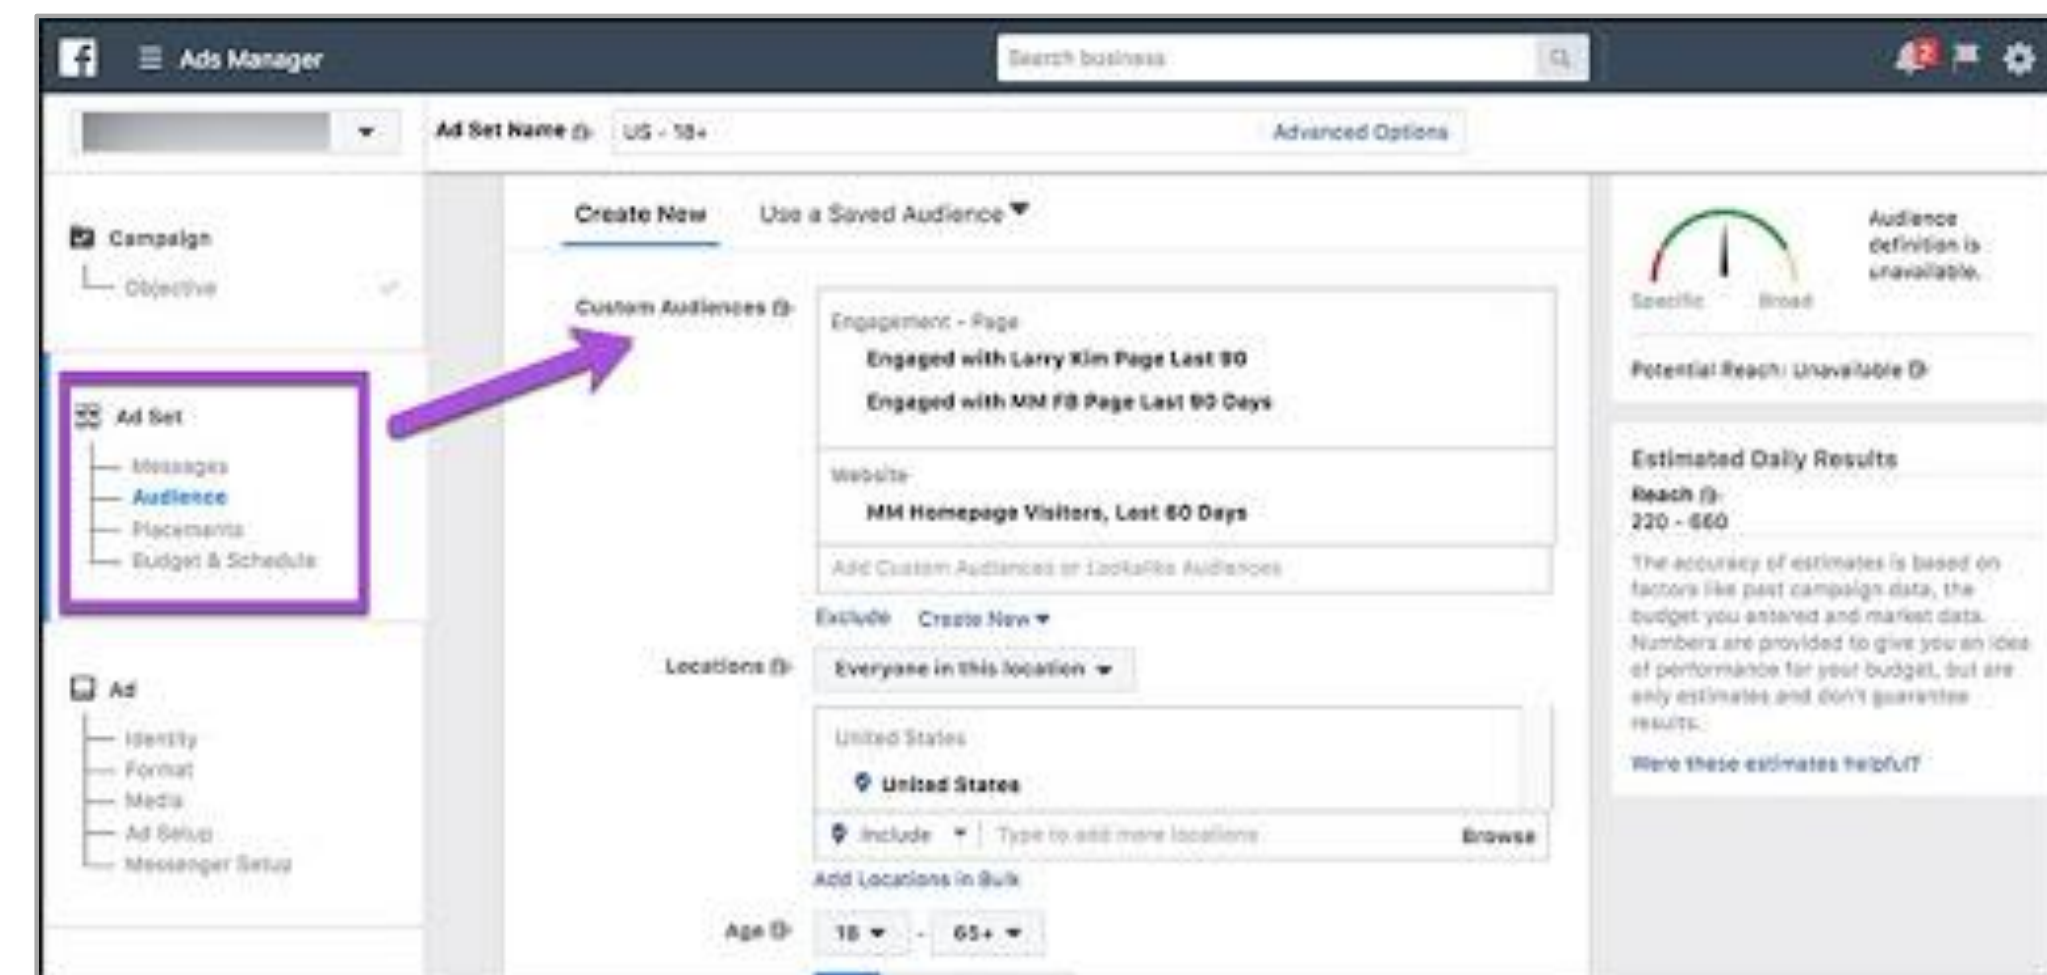 f Ads Manager
Search business
2
Ad Set Name US - 18+ Advanced Options
Campaign
Objective
Ad Set
Messages
Audience
Placements
Budget & Schedule
Ad
Identity
Format
Media
Ad Setup
Messenger Setup
Create New Use a Saved Audience
Custom Audiences
Engagement - Page
Engaged with Larry Kim Page Last 90
Engaged with MM FB Page Last 90 Days
Website
MM Homepage Visitors, Last 60 Days
Add Custom Audiences or Lookalike Audiences
Exclude Create New
Locations Everyone in this location
United States
United States
Include Type to add more locations Browse
Add Locations in Bulk
Age 18 - 65+
Audience
definition is
unavailable.
Specific Broad
Potential Reach: Unavailable
Estimated Daily Results
Reach
220 - 660
The accuracy of estimates is based on
factors like past campaign data, the
budget you entered and market data.
Numbers are provided to give you an idea
of performance for your budget, but are
only estimates and don't guarantee
results.
Were these estimates helpful?